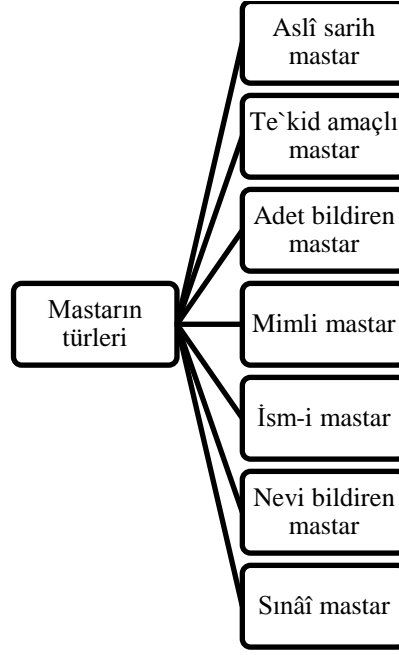 Aslî sarih
mastar
Te`kid amaçlı
mastar
Adet bildiren
mastar
Mastarın
türleri
Mimli mastar
İsm-i mastar
Nevi bildiren
mastar
Sınâî mastar